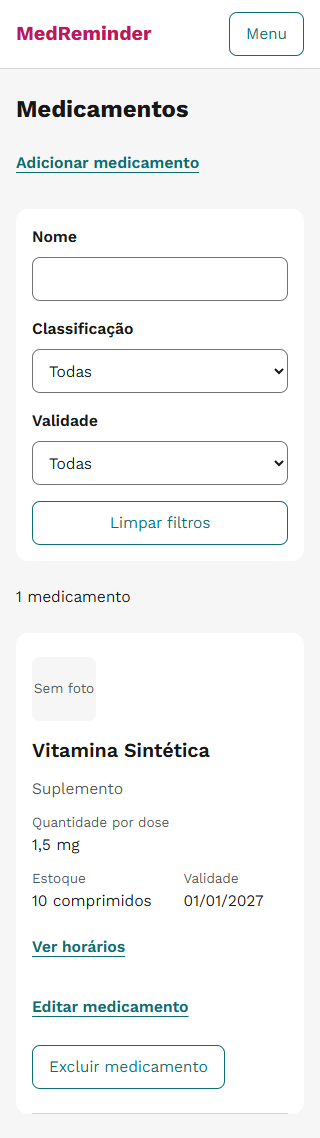 MedReminder
Menu
Medicamentos
Adicionar medicamento
Nome
Classificação
Todas
Validade
Todas
Limpar filtros
1 medicamento
Sem foto
Vitamina Sintética
Suplemento
Quantidade por dose
1,5 mg
Estoque
10 comprimidos
Validade
01/01/2027
Ver horários
Editar medicamento
Excluir medicamento